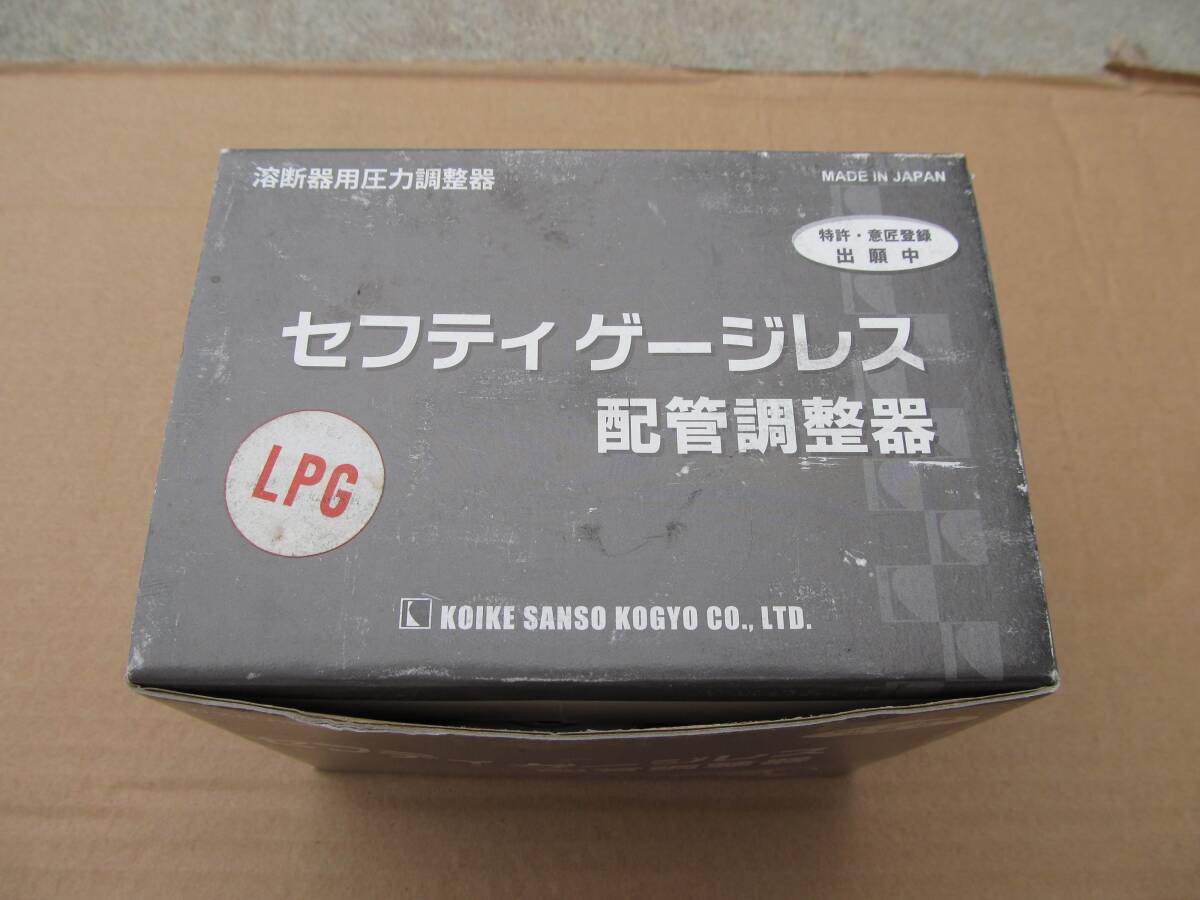 溶断器用圧力調整器
MADE IN JAPAN
特許・意匠登録
出願中
セフティ ゲージレス
配管調整器
LPG
KOIKE SANSO KOGYO CO., LTD.